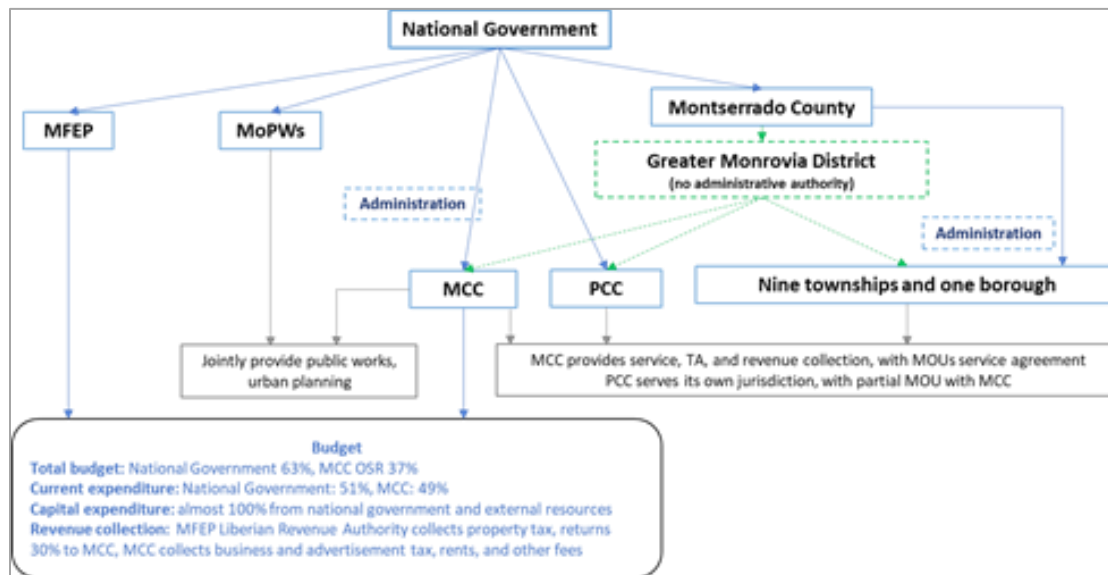 National Government
MFEP
MoPWs
Montserrado County
Greater Monrovia District
(no administrative authority)
Administration
Administration
MCC
PCC
Nine townships and one borough
Jointly provide public works,
urban planning
MCC provides service, TA, and revenue collection, with MOUs service agreement
PCC serves its own jurisdiction, with partial MOU with MCC
Budget
Total budget: National Government 63%, MCC OSR 37%
Current expenditure: National Government: 51%, MCC: 49%
Capital expenditure: almost 100% from national government and external resources
Revenue collection: MFEP Liberian Revenue Authority collects property tax, returns
30% to MCC, MCC collects business and advertisement tax, rents, and other fees